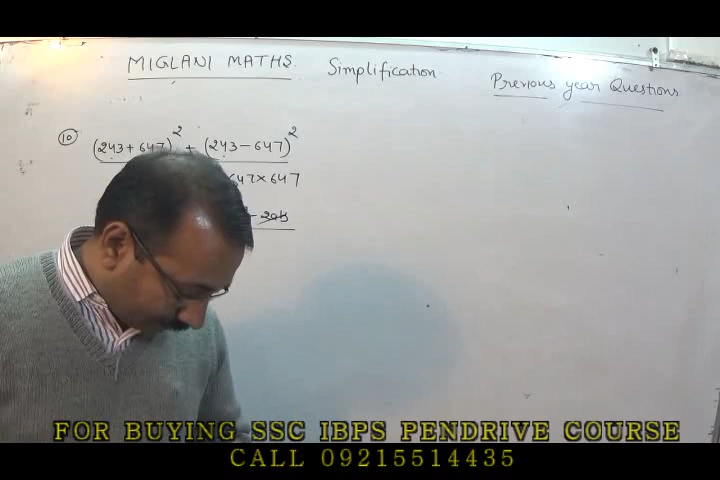 MIGLANI MATHS. Simplification Previous year Questions
(10) (243 + 647)² + (243 − 647)²
647 × 647
− 2ab
FOR BUYING SSC IBPS PENDRIVE COURSE
CALL 09215514435